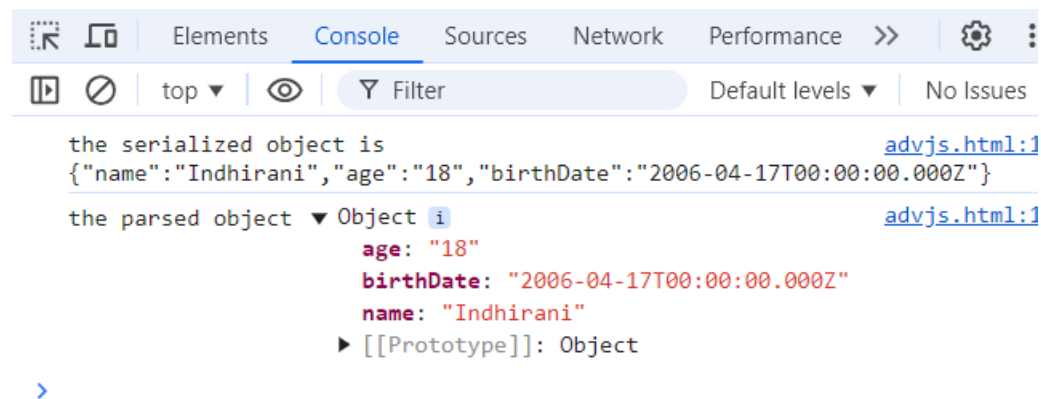 Elements Console Sources Network Performance
top Filter Default levels No Issues
the serialized object is advjs.html:1
{"name":"Indhirani","age":"18","birthDate":"2006-04-17T00:00:00.000Z"}
the parsed object Object i advjs.html:1
age: "18"
birthDate: "2006-04-17T00:00:00.000Z"
name: "Indhirani"
[[Prototype]]: Object